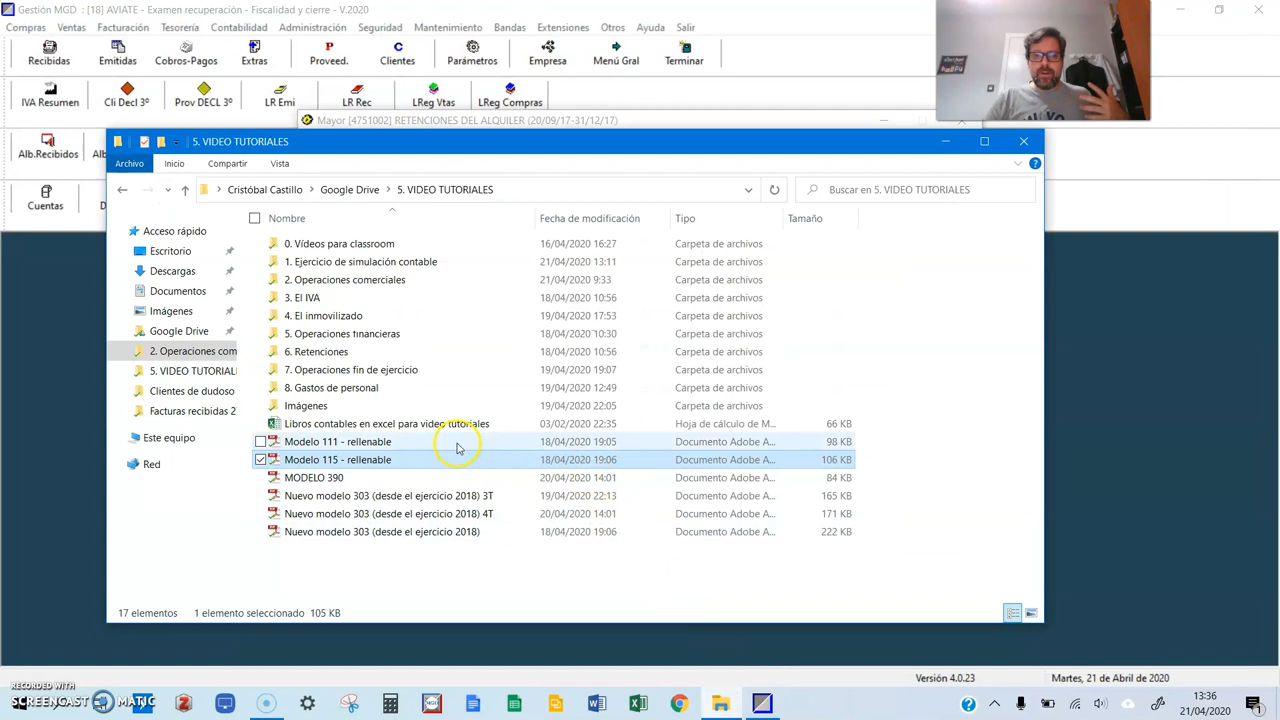 Gestión MGD : [18] AVIATE - Examen recuperación - Fiscalidad y cierre - V.2020
Compras Ventas Facturación Tesorería Contabilidad Administración Seguridad Mantenimiento Bandas Extensiones Otros Ayuda Salir
Recibidas Emitidas Cobros-Pagos Extras Proveed. Clientes Parámetros Empresa Menú Gral Terminar
IVA Resumen Cli Decl 3º Prov DECL 3º LR Emi LR Rec LReg Vtas LReg Compras
Mayor [4751002] RETENCIONES DEL ALQUILER (20/09/17-31/12/17)
Alb.Recibidos
Cuentas
5. VIDEO TUTORIALES
Archivo Inicio Compartir Vista
Cristóbal Castillo Google Drive 5. VIDEO TUTORIALES Buscar en 5. VIDEO TUTORIALES
Nombre Fecha de modificación Tipo Tamaño
Acceso rápido
Escritorio
Descargas
Documentos
Imágenes
Google Drive
2. Operaciones com
5. VIDEO TUTORIAL
Clientes de dudoso
Facturas recibidas 2
Este equipo
Red
0. Vídeos para classroom 16/04/2020 16:27 Carpeta de archivos
1. Ejercicio de simulación contable 21/04/2020 13:11 Carpeta de archivos
2. Operaciones comerciales 21/04/2020 9:33 Carpeta de archivos
3. El IVA 18/04/2020 10:56 Carpeta de archivos
4. El inmovilizado 19/04/2020 17:53 Carpeta de archivos
5. Operaciones financieras 18/04/2020 10:30 Carpeta de archivos
6. Retenciones 18/04/2020 10:56 Carpeta de archivos
7. Operaciones fin de ejercicio 19/04/2020 19:07 Carpeta de archivos
8. Gastos de personal 19/04/2020 12:49 Carpeta de archivos
Imágenes 19/04/2020 22:05 Carpeta de archivos
Libros contables en excel para video tutoriales 03/02/2020 22:35 Hoja de cálculo de M... 66 KB
Modelo 111 - rellenable 18/04/2020 19:05 Documento Adobe A... 98 KB
Modelo 115 - rellenable 18/04/2020 19:06 Documento Adobe A... 106 KB
MODELO 390 20/04/2020 14:01 Documento Adobe A... 84 KB
Nuevo modelo 303 (desde el ejercicio 2018) 3T 19/04/2020 22:13 Documento Adobe A... 165 KB
Nuevo modelo 303 (desde el ejercicio 2018) 4T 20/04/2020 14:01 Documento Adobe A... 171 KB
Nuevo modelo 303 (desde el ejercicio 2018) 18/04/2020 19:06 Documento Adobe A... 222 KB
17 elementos 1 elemento seleccionado 105 KB
Versión 4.0.23 Martes, 21 de Abril de 2020
RECORDED WITH
SCREENCAST MATIC
13:36
21/04/2020